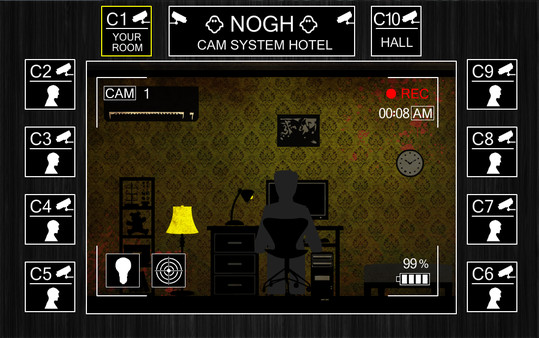 C1
YOUR
ROOM
NOGH
CAM SYSTEM HOTEL
C10
HALL
C2
C3
C4
C5
CAM 1
REC
00:08 AM
99%
C9
C8
C7
C6